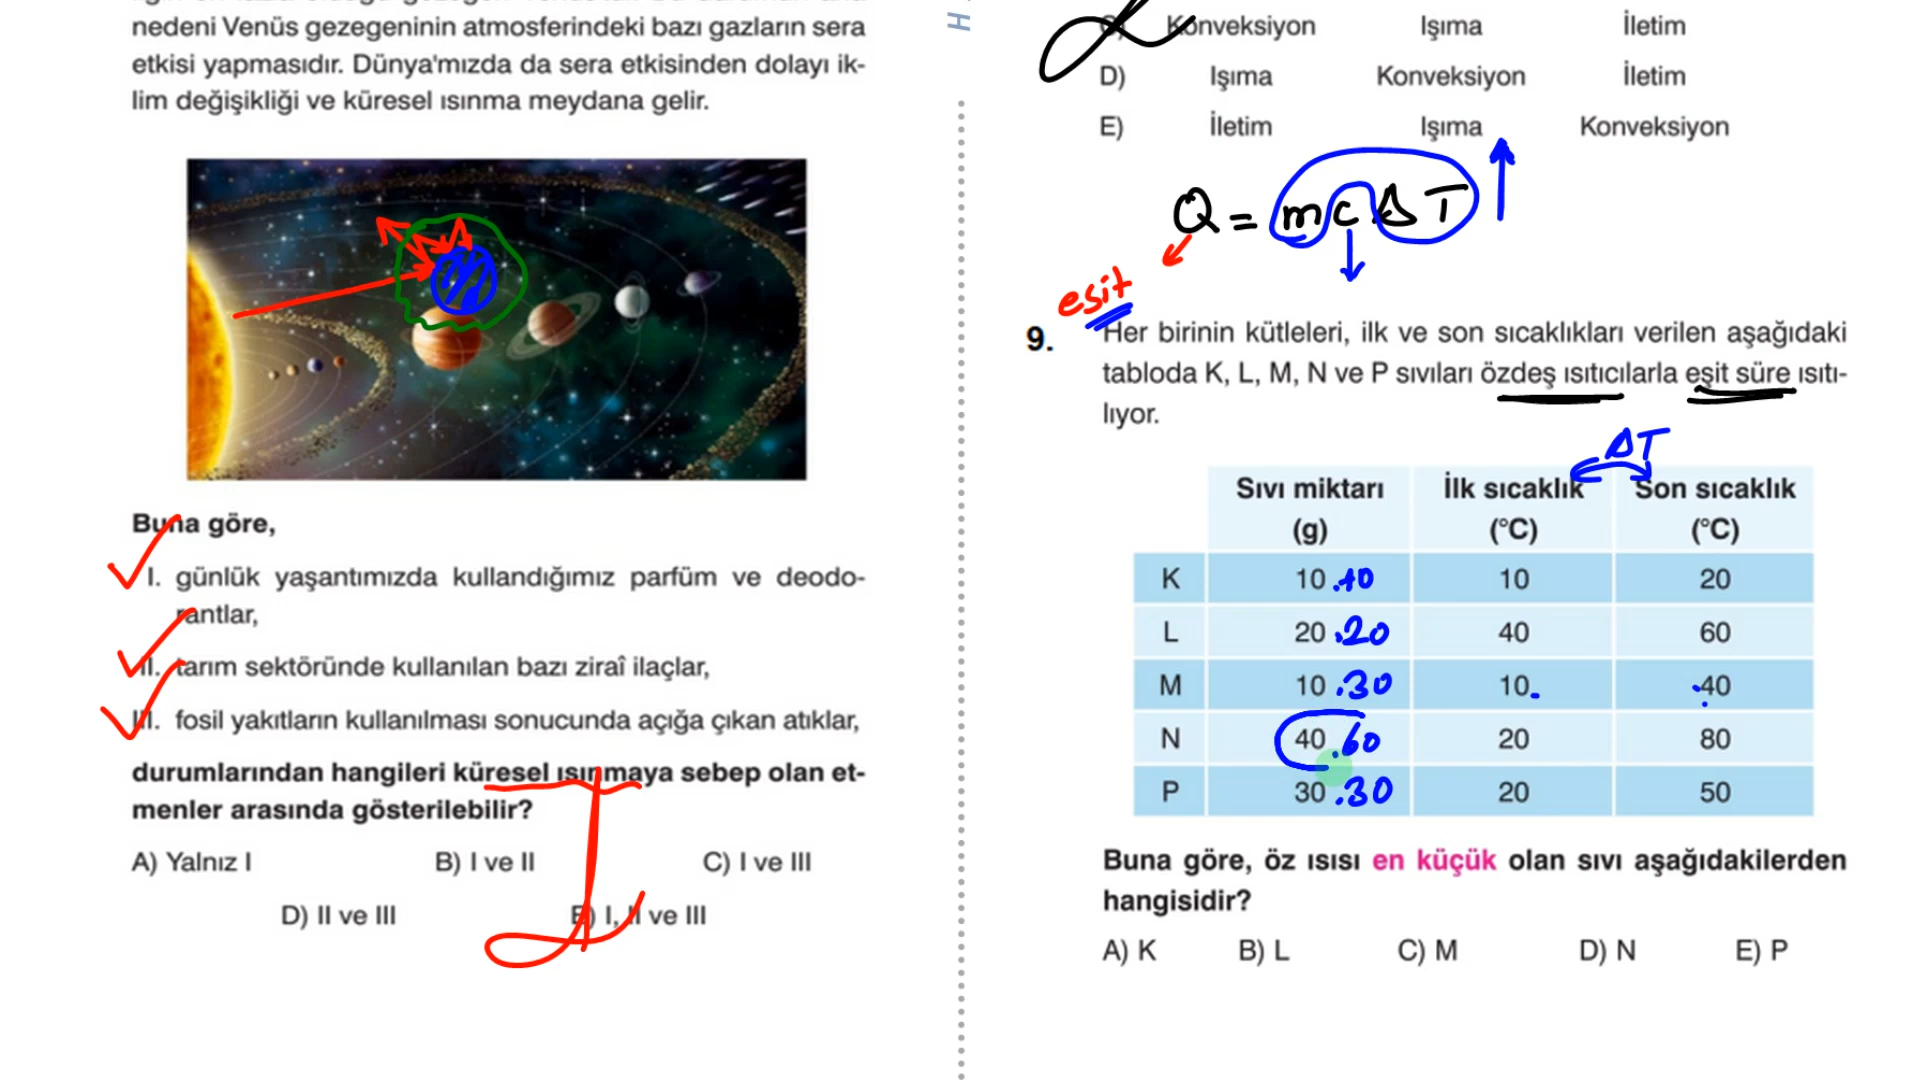 nedeni Venüs gezegeninin atmosferindeki bazı gazların sera
etkisi yapmasıdır. Dünya'mızda da sera etkisinden dolayı ik-
lim değişikliği ve küresel ısınma meydana gelir.
Buna göre,
I. günlük yaşantımızda kullandığımız parfüm ve deodo-
rantlar,
II. tarım sektöründe kullanılan bazı ziraî ilaçlar,
III. fosil yakıtların kullanılması sonucunda açığa çıkan atıklar,
durumlarından hangileri küresel ısınmaya sebep olan et-
menler arasında gösterilebilir?
A) Yalnız I B) I ve II C) I ve III
D) II ve III E) I, II ve III
H
C) Konveksiyon Işıma İletim
D) Işıma Konveksiyon İletim
E) İletim Işıma Konveksiyon
Q = m c Δ T
eşit
9. Her birinin kütleleri, ilk ve son sıcaklıkları verilen aşağıdaki
tabloda K, L, M, N ve P sıvıları özdeş ısıtıcılarla eşit süre ısıtı-
lıyor.
ΔT
Sıvı miktarı (g) İlk sıcaklık (°C) Son sıcaklık (°C)
K 10 .10 10 20
L 20 .20 40 60
M 10 .30 10 40
N 40 .60 20 80
P 30 .30 20 50
Buna göre, öz ısısı en küçük olan sıvı aşağıdakilerden
hangisidir?
A) K B) L C) M D) N E) P